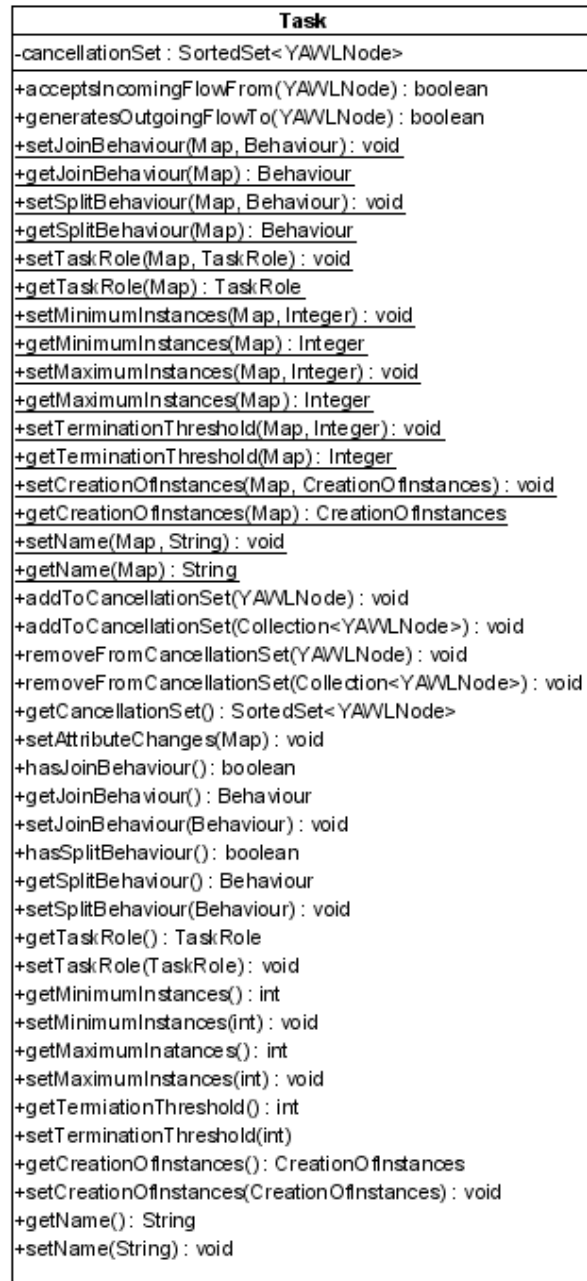 Task
-cancellationSet : SortedSet<YAWLNode>
+acceptsIncomingFlowFrom(YAWLNode) : boolean
+generatesOutgoingFlowTo(YAWLNode) : boolean
+setJoinBehaviour(Map, Behaviour) : void
+getJoinBehaviour(Map) : Behaviour
+setSplitBehaviour(Map, Behaviour) : void
+getSplitBehaviour(Map) : Behaviour
+setTaskRole(Map, TaskRole) : void
+getTaskRole(Map) : TaskRole
+setMinimumInstances(Map, Integer) : void
+getMinimumInstances(Map) : Integer
+setMaximumInstances(Map, Integer) : void
+getMaximumInstances(Map) : Integer
+setTerminationThreshold(Map, Integer) : void
+getTerminationThreshold(Map) : Integer
+setCreationOfInstances(Map, CreationOfInstances) : void
+getCreationOfInstances(Map) : CreationOfInstances
+setName(Map, String) : void
+getName(Map) : String
+addToCancellationSet(YAWLNode) : void
+addToCancellationSet(Collection<YAWLNode>) : void
+removeFromCancellationSet(YAWLNode) : void
+removeFromCancellationSet(Collection<YAWLNode>) : void
+getCancellationSet() : SortedSet<YAWLNode>
+setAttributeChanges(Map) : void
+hasJoinBehaviour() : boolean
+getJoinBehaviour() : Behaviour
+setJoinBehaviour(Behaviour) : void
+hasSplitBehaviour() : boolean
+getSplitBehaviour() : Behaviour
+setSplitBehaviour(Behaviour) : void
+getTaskRole() : TaskRole
+setTaskRole(TaskRole) : void
+getMinimumInstances() : int
+setMinimumInstances(int) : void
+getMaximumInatances() : int
+setMaximumInstances(int) : void
+getTermiationThreshold() : int
+setTerminationThreshold(int)
+getCreationOfInstances() : CreationOfInstances
+setCreationOfInstances(CreationOfInstances) : void
+getName() : String
+setName(String) : void